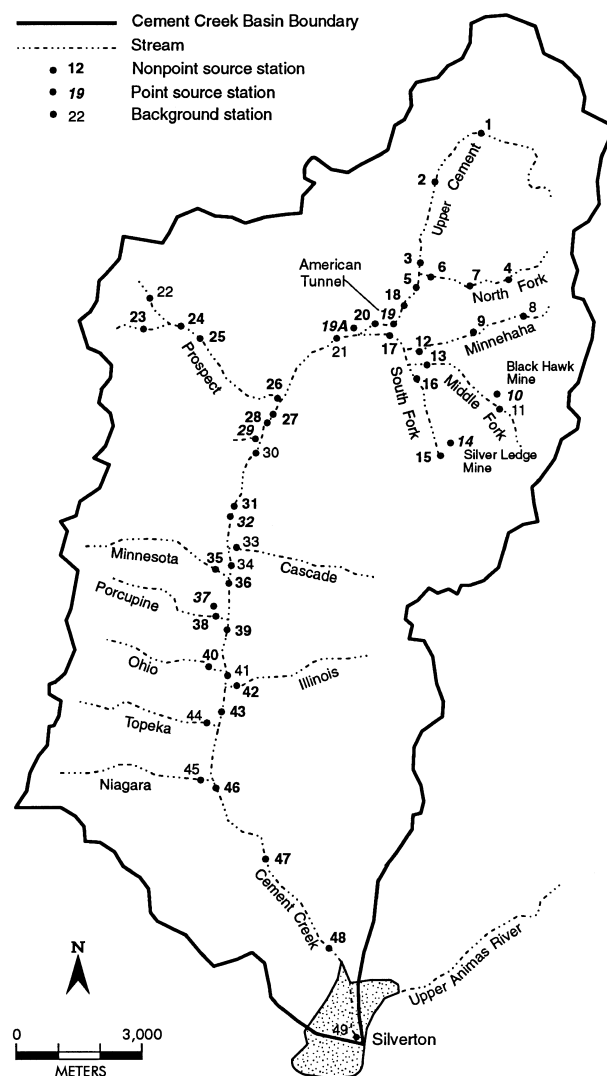 Cement Creek Basin Boundary
Stream
12 Nonpoint source station
19 Point source station
22 Background station
1
2
Upper Cement
3
6
5
7
4
North Fork
American
Tunnel
18
19
20
19A
21
17
8
9
Minnehaha
12
13
16
South Fork
Middle Fork
Black Hawk
Mine
10
11
14
15
Silver Ledge
Mine
22
23
24
25
Prospect
26
27
28
29
30
31
32
33
Cascade
Minnesota
35
34
36
Porcupine
37
38
39
Ohio
40
41
42
Illinois
43
Topeka
44
Niagara
45
46
47
Cement Creek
48
Upper Animas River
49
Silverton
N
0 3,000
METERS